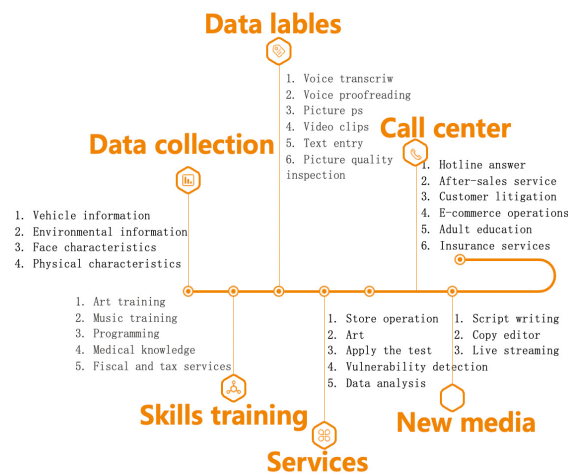 Data lables
1. Voice transcriw
2. Voice proofreading
3. Picture ps
4. Video clips
5. Text entry
6. Picture quality
inspection
Call center
1. Hotline answer
2. After-sales service
3. Customer litigation
4. E-commerce operations
5. Adult education
6. Insurance services
Data collection
1. Vehicle information
2. Environmental information
3. Face characteristics
4. Physical characteristics
1. Art training
2. Music training
3. Programming
4. Medical knowledge
5. Fiscal and tax services
Skills training
1. Store operation
2. Art
3. Apply the test
4. Vulnerability detection
5. Data analysis
Services
1. Script writing
2. Copy editor
3. Live streaming
New media